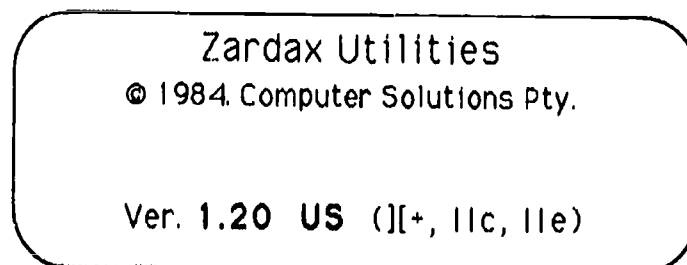 Zardax Utilities
© 1984. Computer Solutions Pty.
Ver. 1.20 US (][+, IIc, IIe)